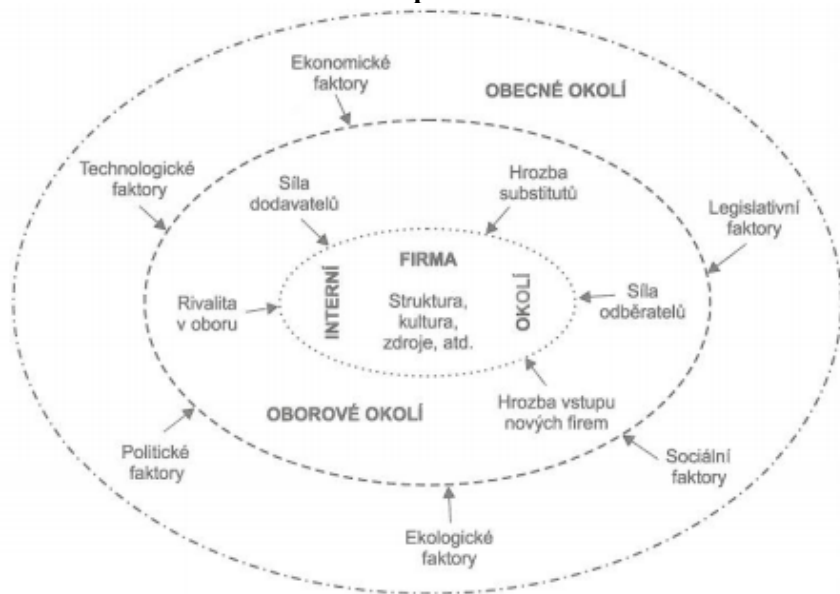 Ekonomické
faktory
OBECNÉ OKOLÍ
Technologické
faktory
Síla
dodavatelů
Hrozba
substitutů
Legislativní
faktory
FIRMA
INTERNÍ
OKOLÍ
Struktura,
kultura,
zdroje, atd.
Rivalita
v oboru
Síla
odběratelů
OBOROVÉ OKOLÍ
Hrozba vstupu
nových firem
Politické
faktory
Sociální
faktory
Ekologické
faktory